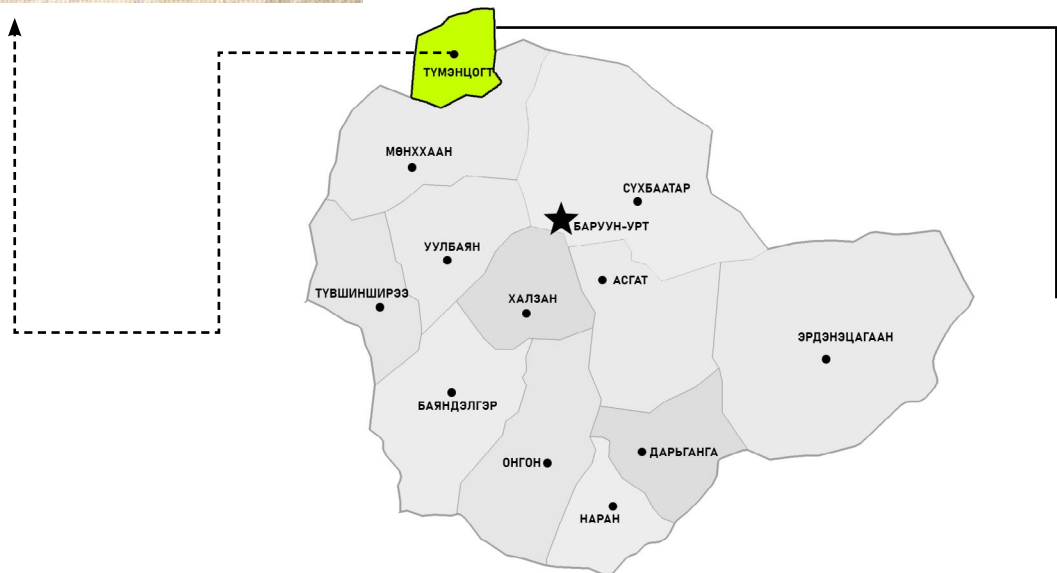 ТҮМЭНЦОГТ
МӨНХХААН
СҮХБААТАР
БАРУУН-УРТ
УУЛБАЯН
АСГАТ
ТҮВШИНШИРЭЭ
ХАЛЗАН
ЭРДЭНЭЦАГААН
БАЯНДЭЛГЭР
ДАРЬГАНГА
ОНГОН
НАРАН